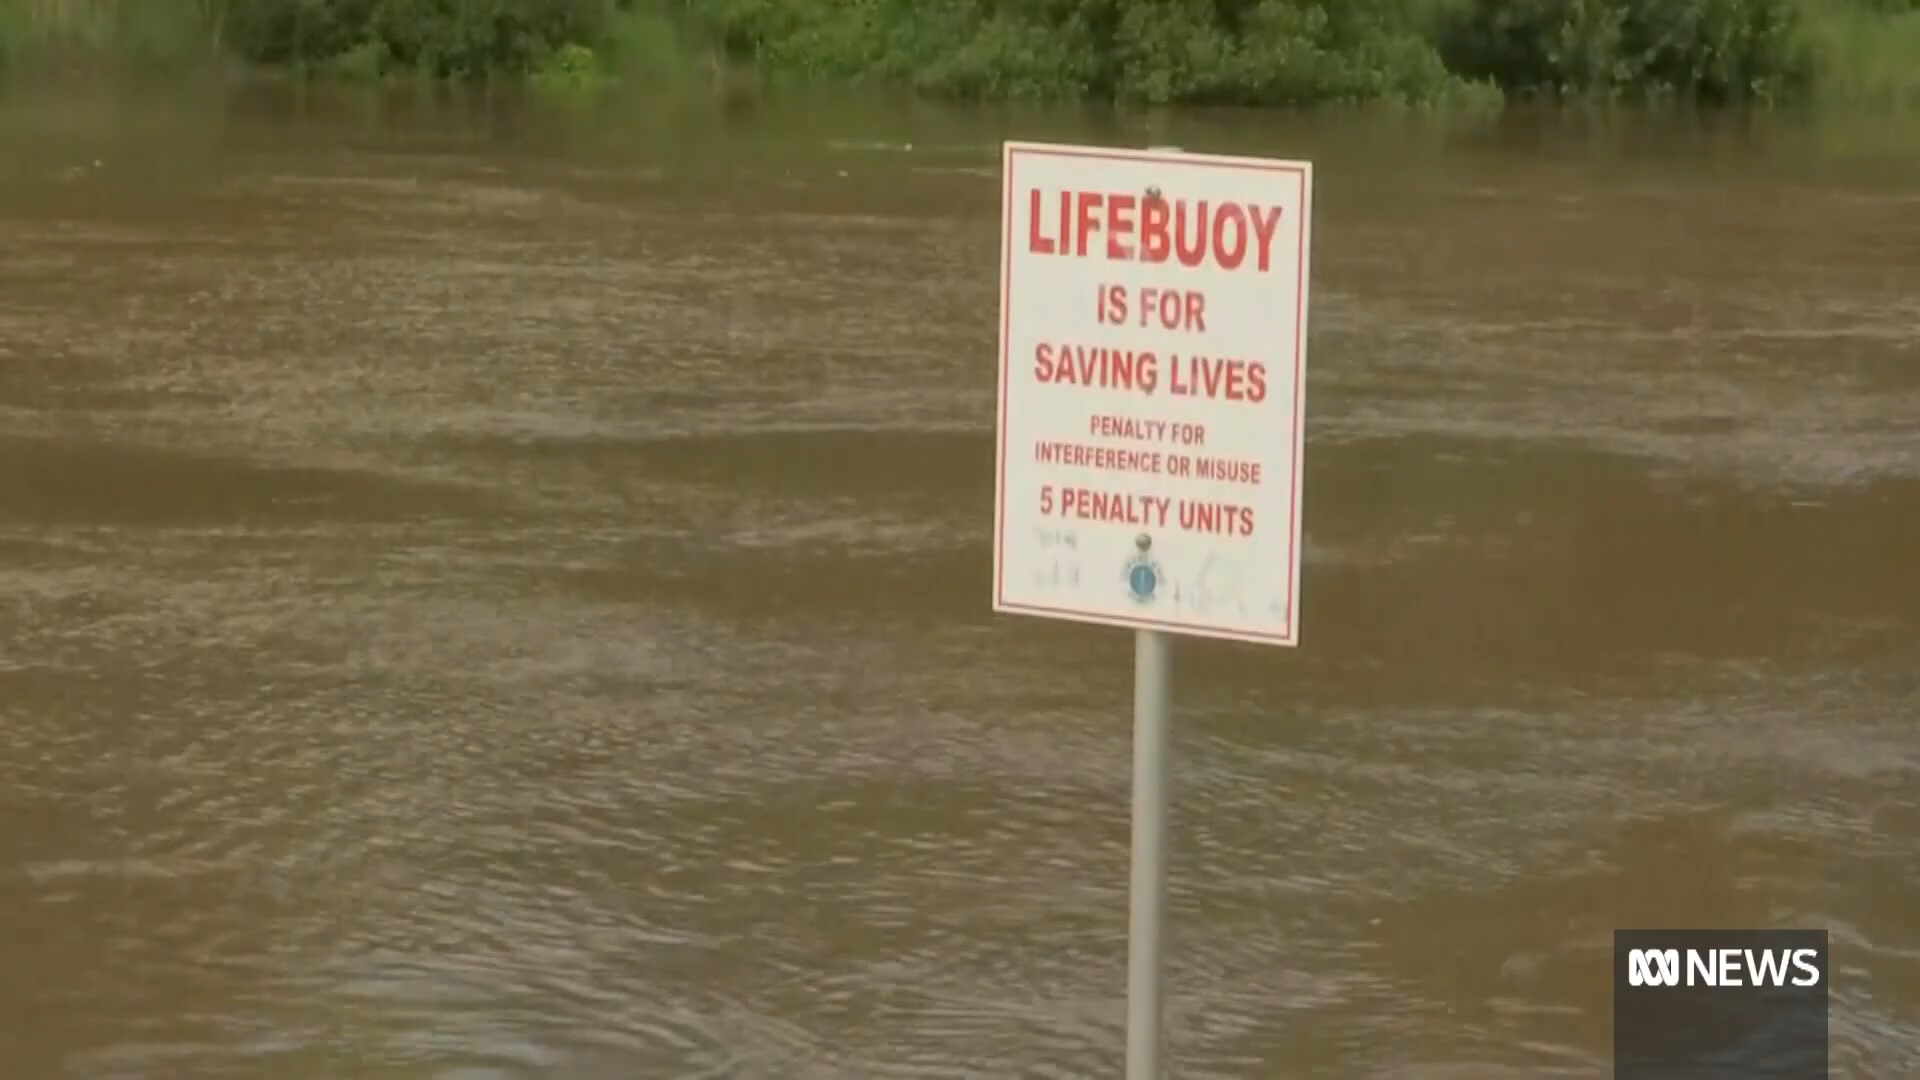 LIFEBUOY
IS FOR
SAVING LIVES
PENALTY FOR
INTERFERENCE OR MISUSE
5 PENALTY UNITS
NEWS